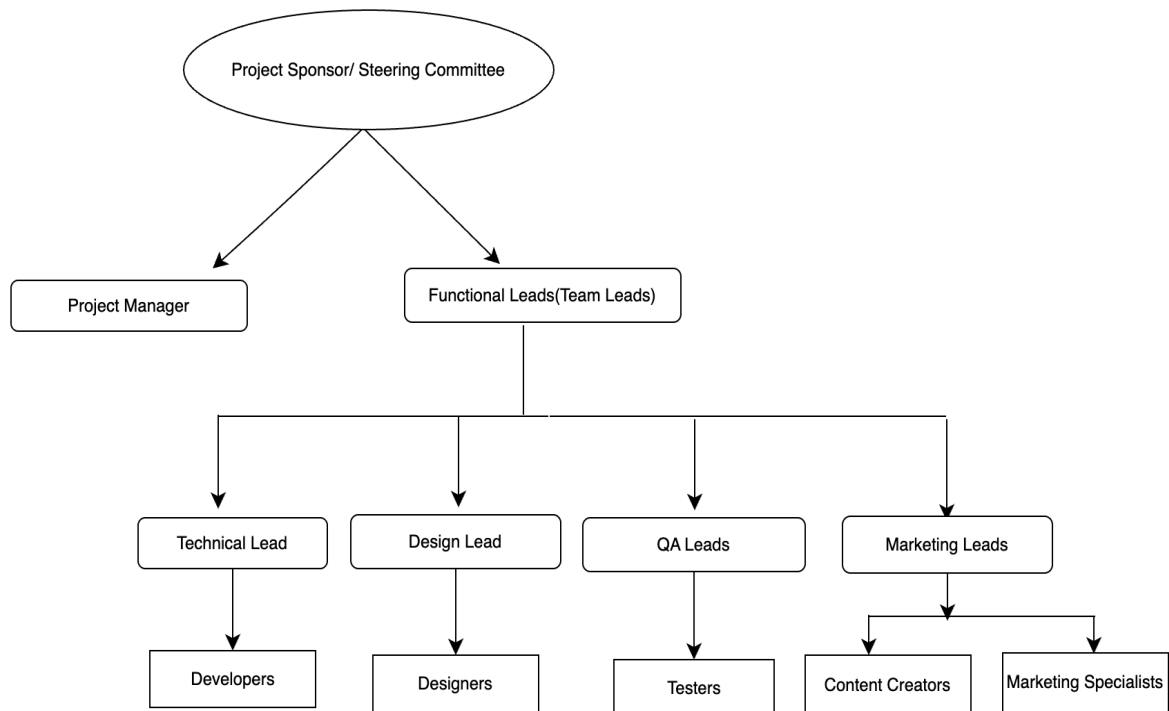 Project Sponsor/ Steering Committee
Project Manager
Functional Leads(Team Leads)
Technical Lead
Design Lead
QA Leads
Marketing Leads
Developers
Designers
Testers
Content Creators
Marketing Specialists